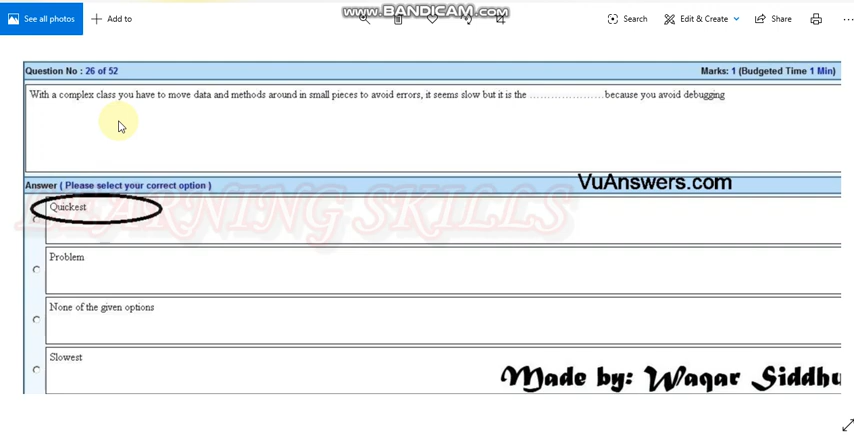 www.BANDICAM.com
See all photos
Add to
Search
Edit & Create
Share
Question No : 26 of 52
Marks: 1 (Budgeted Time 1 Min)
With a complex class you have to move data and methods around in small pieces to avoid errors, it seems slow but it is the ………………… because you avoid debugging
Answer ( Please select your correct option )
VuAnswers.com
LEARNING SKILLS
Quickest
Problem
None of the given options
Slowest
Made by: Waqar Siddhu